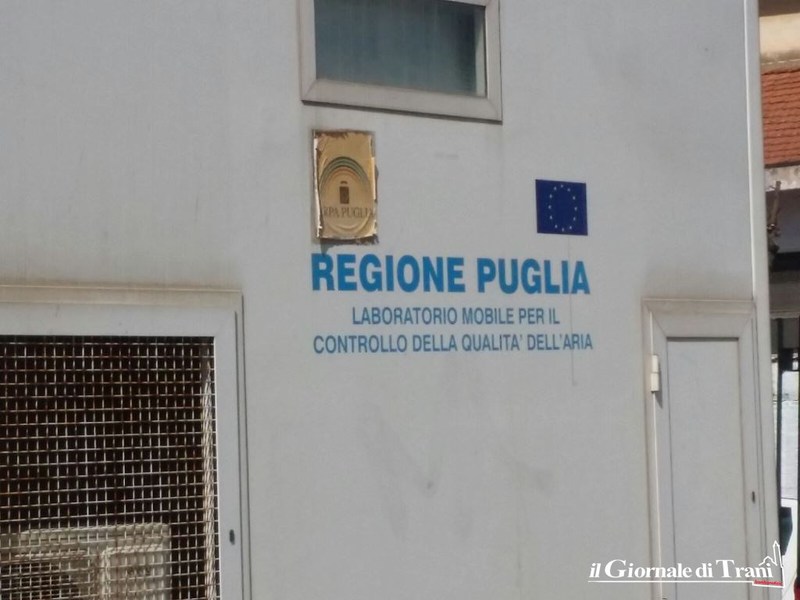 ARPA PUGLIA
REGIONE PUGLIA
LABORATORIO MOBILE PER IL
CONTROLLO DELLA QUALITA' DELL'ARIA
il Giornale di Trani